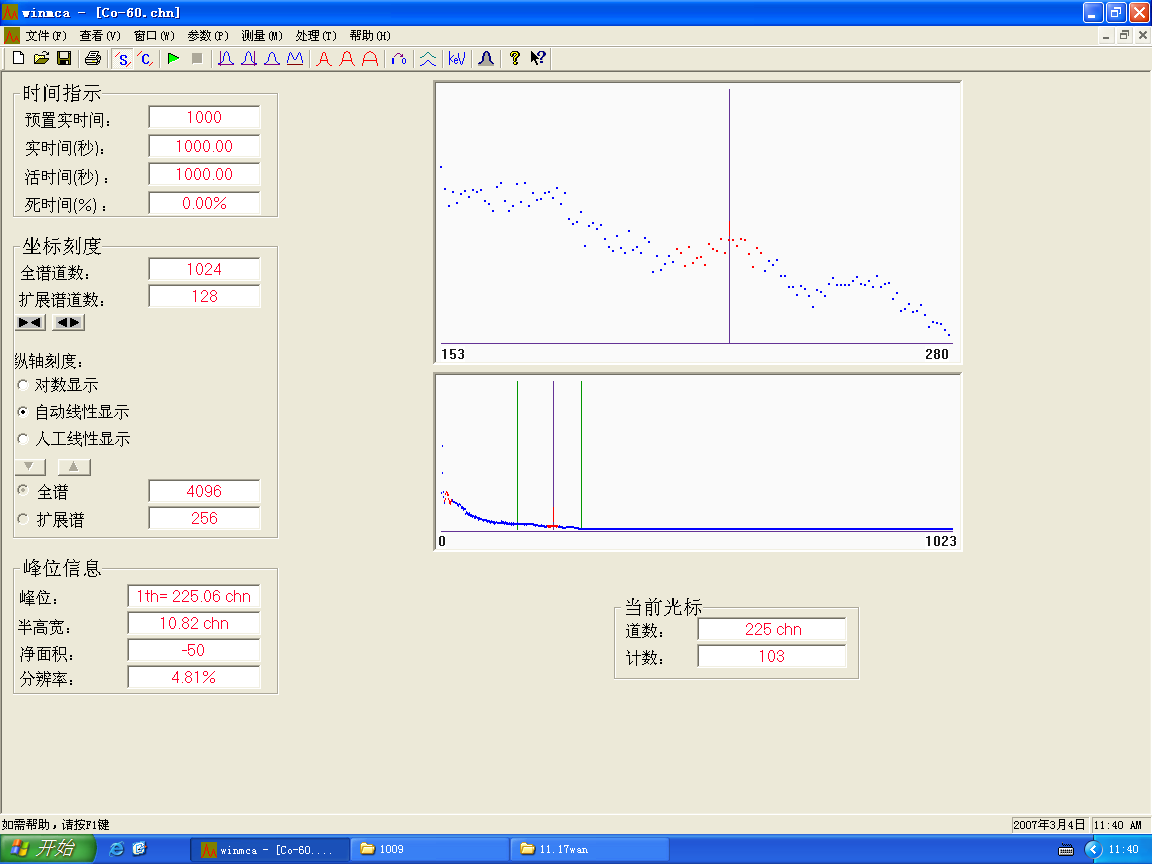 winmca - [Co-60.chn]
文件(F) 查看(V) 窗口(W) 参数(P) 测量(M) 处理(T) 帮助(H)
S C keV ? ?
时间指示
预置实时间: 1000
实时间(秒): 1000.00
活时间(秒): 1000.00
死时间(%): 0.00%
坐标刻度
全谱道数: 1024
扩展谱道数: 128
纵轴刻度:
对数显示
自动线性显示
人工线性显示
全谱 4096
扩展谱 256
峰位信息
峰位: 1th= 225.06 chn
半高宽: 10.82 chn
净面积: -50
分辨率: 4.81%
153 280
0 1023
当前光标
道数: 225 chn
计数: 103
如需帮助，请按F1键 2007年3月4日 11:40 AM
开始 winmca - [Co-60.... 1009 11.17wan 11:40